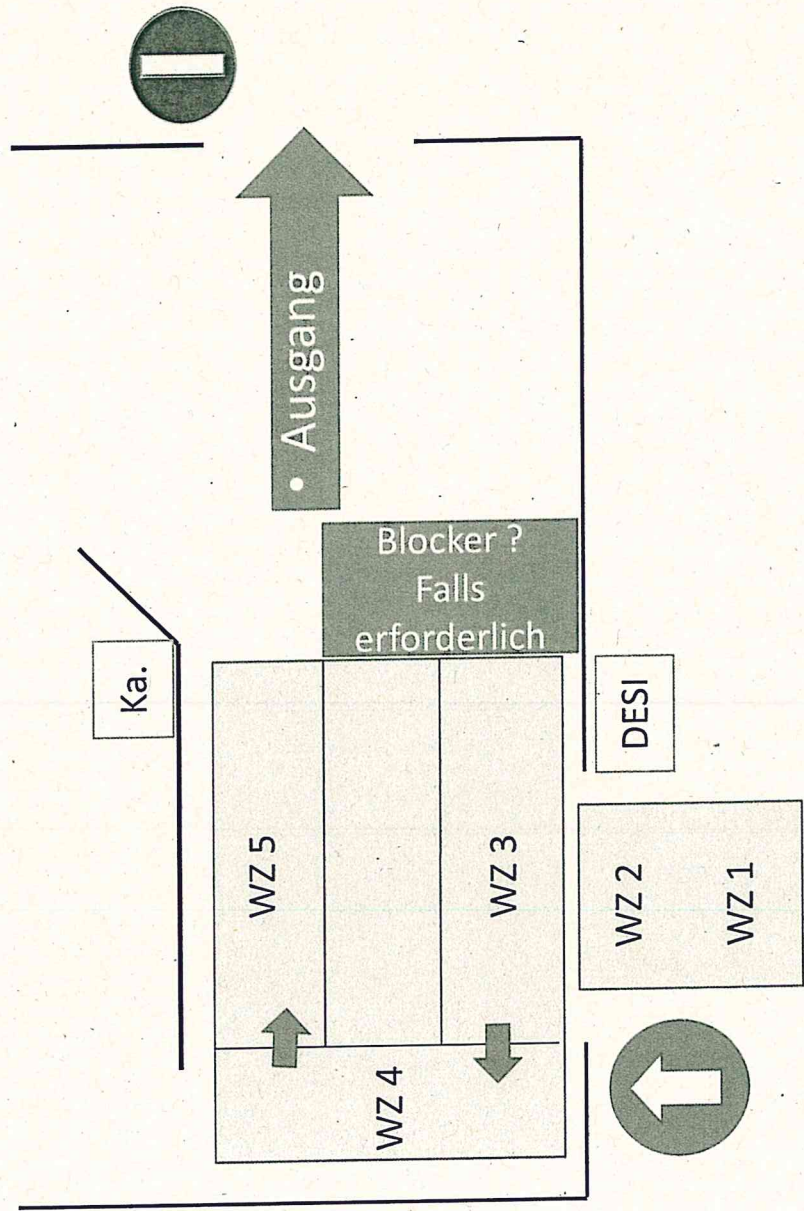 Ka.
• Ausgang
Blocker ?
Falls
erforderlich
WZ 5
WZ 3
WZ 4
DESI
WZ 2
WZ 1